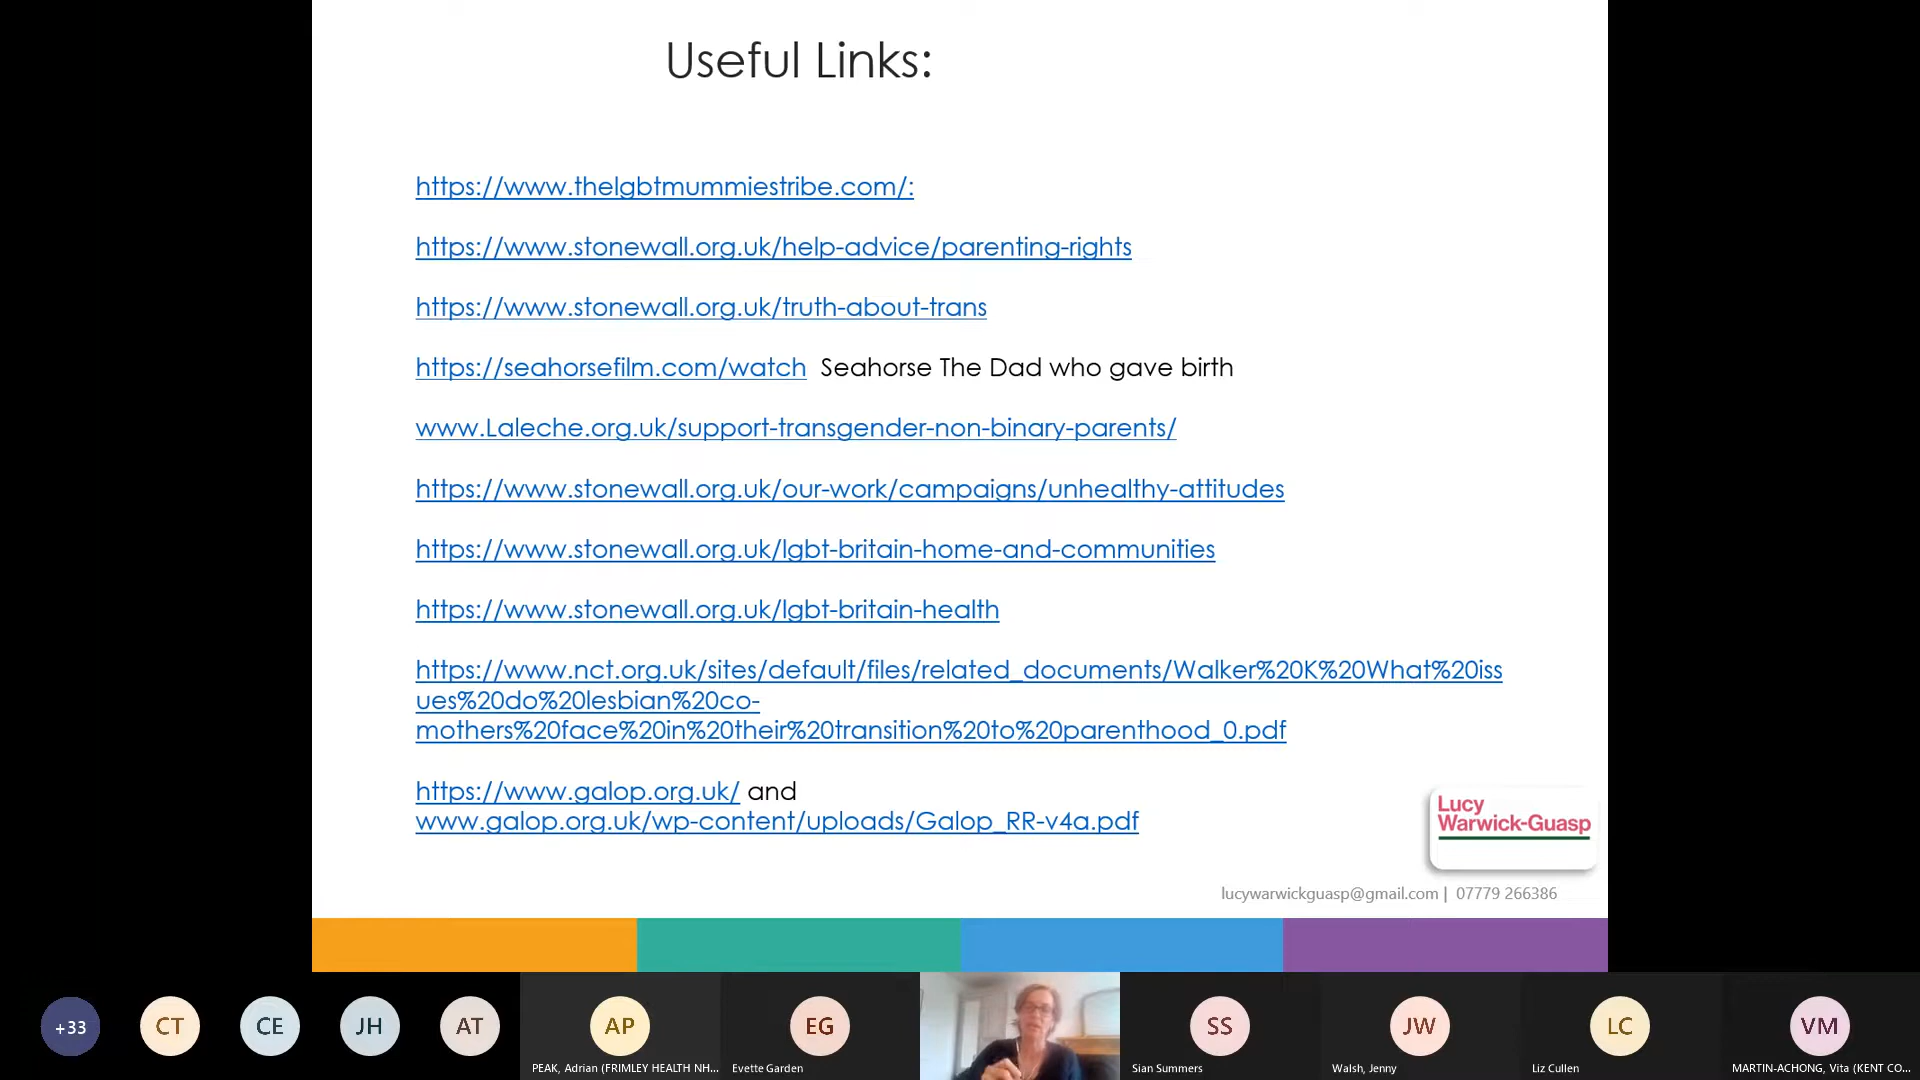 Useful Links:
https://www.thelgbtmummiestribe.com/:
https://www.stonewall.org.uk/help-advice/parenting-rights
https://www.stonewall.org.uk/truth-about-trans
https://seahorsefilm.com/watch Seahorse The Dad who gave birth
www.Laleche.org.uk/support-transgender-non-binary-parents/
https://www.stonewall.org.uk/our-work/campaigns/unhealthy-attitudes
https://www.stonewall.org.uk/lgbt-britain-home-and-communities
https://www.stonewall.org.uk/lgbt-britain-health
https://www.nct.org.uk/sites/default/files/related_documents/Walker%20K%20What%20iss
ues%20do%20lesbian%20co-
mothers%20face%20in%20their%20transition%20to%20parenthood_0.pdf
https://www.galop.org.uk/ and
www.galop.org.uk/wp-content/uploads/Galop_RR-v4a.pdf
Lucy
Warwick-Guasp
lucywarwickguasp@gmail.com | 07779 266386
+33 CT CE JH AT AP EG SS JW LC VM
PEAK, Adrian (FRIMLEY HEALTH NH... Evette Garden Sian Summers Walsh, Jenny Liz Cullen MARTIN-ACHONG, Vita (KENT CO...